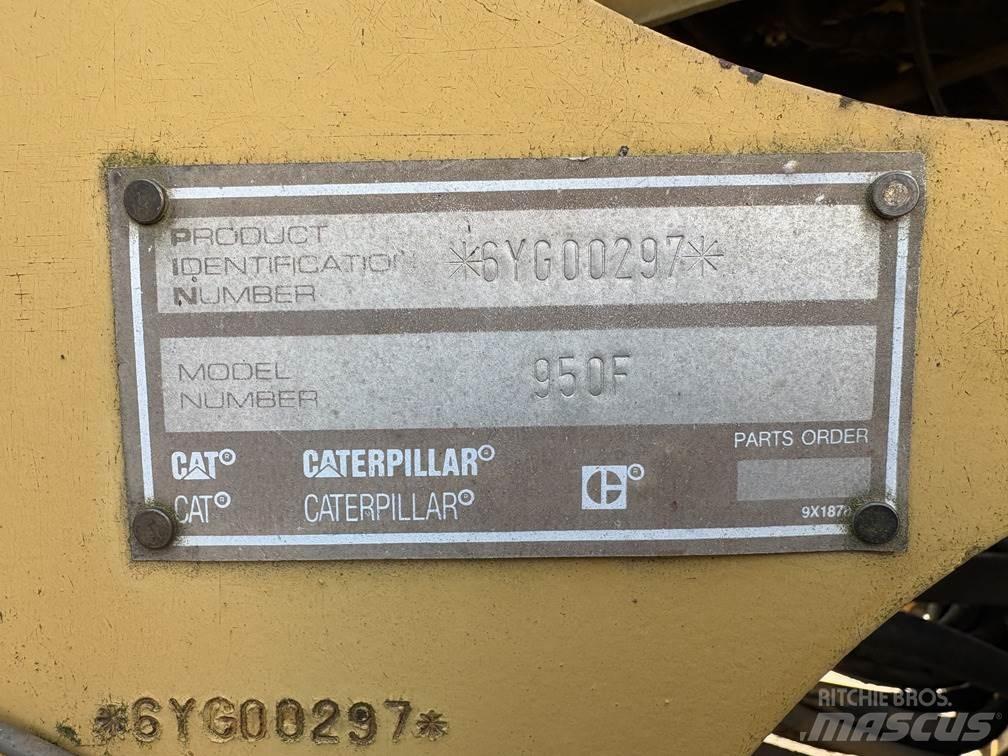 PRODUCT
IDENTIFICATION *6YG00297*
NUMBER
MODEL
NUMBER 950F
PARTS ORDER
CAT® CATERPILLAR®
CAT® CATERPILLAR®
C ®
*6YG00297*
RITCHIE BROS.
MASCUS